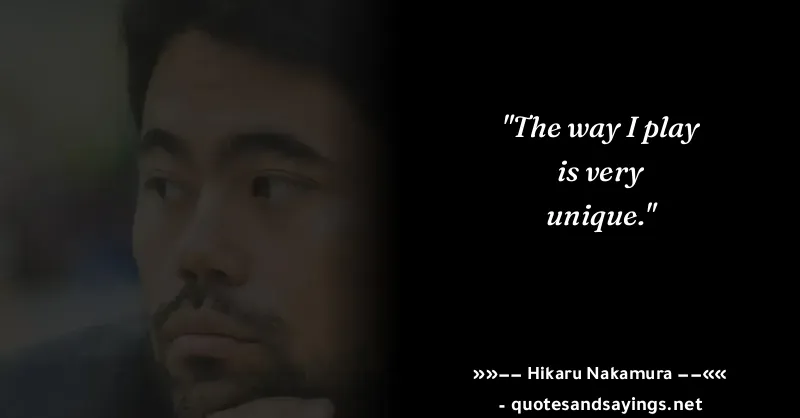 "The way I play
is very
unique."
»»−− Hikaru Nakamura −−««
- quotesandsayings.net